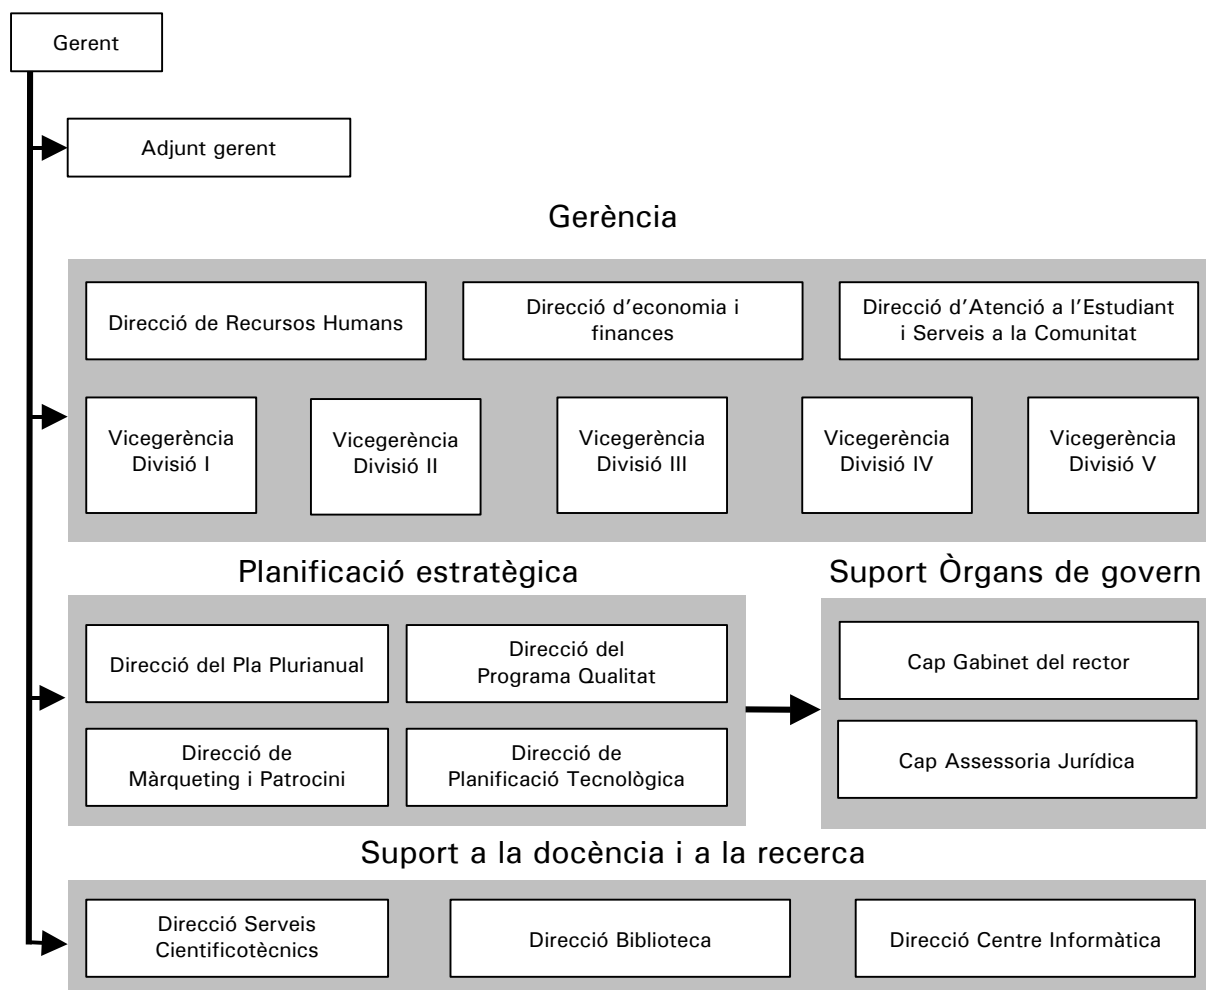 Gerent
Adjunt gerent
Gerència
Direcció de Recursos Humans
Direcció d'economia i
finances
Direcció d'Atenció a l'Estudiant
i Serveis a la Comunitat
Vicegerència
Divisió I
Vicegerència
Divisió II
Vicegerència
Divisió III
Vicegerència
Divisió IV
Vicegerència
Divisió V
Planificació estratègica
Direcció del Pla Plurianual
Direcció del
Programa Qualitat
Direcció de
Màrqueting i Patrocini
Direcció de
Planificació Tecnològica
Suport Òrgans de govern
Cap Gabinet del rector
Cap Assessoria Jurídica
Suport a la docència i a la recerca
Direcció Serveis
Cientificotècnics
Direcció Biblioteca
Direcció Centre Informàtica